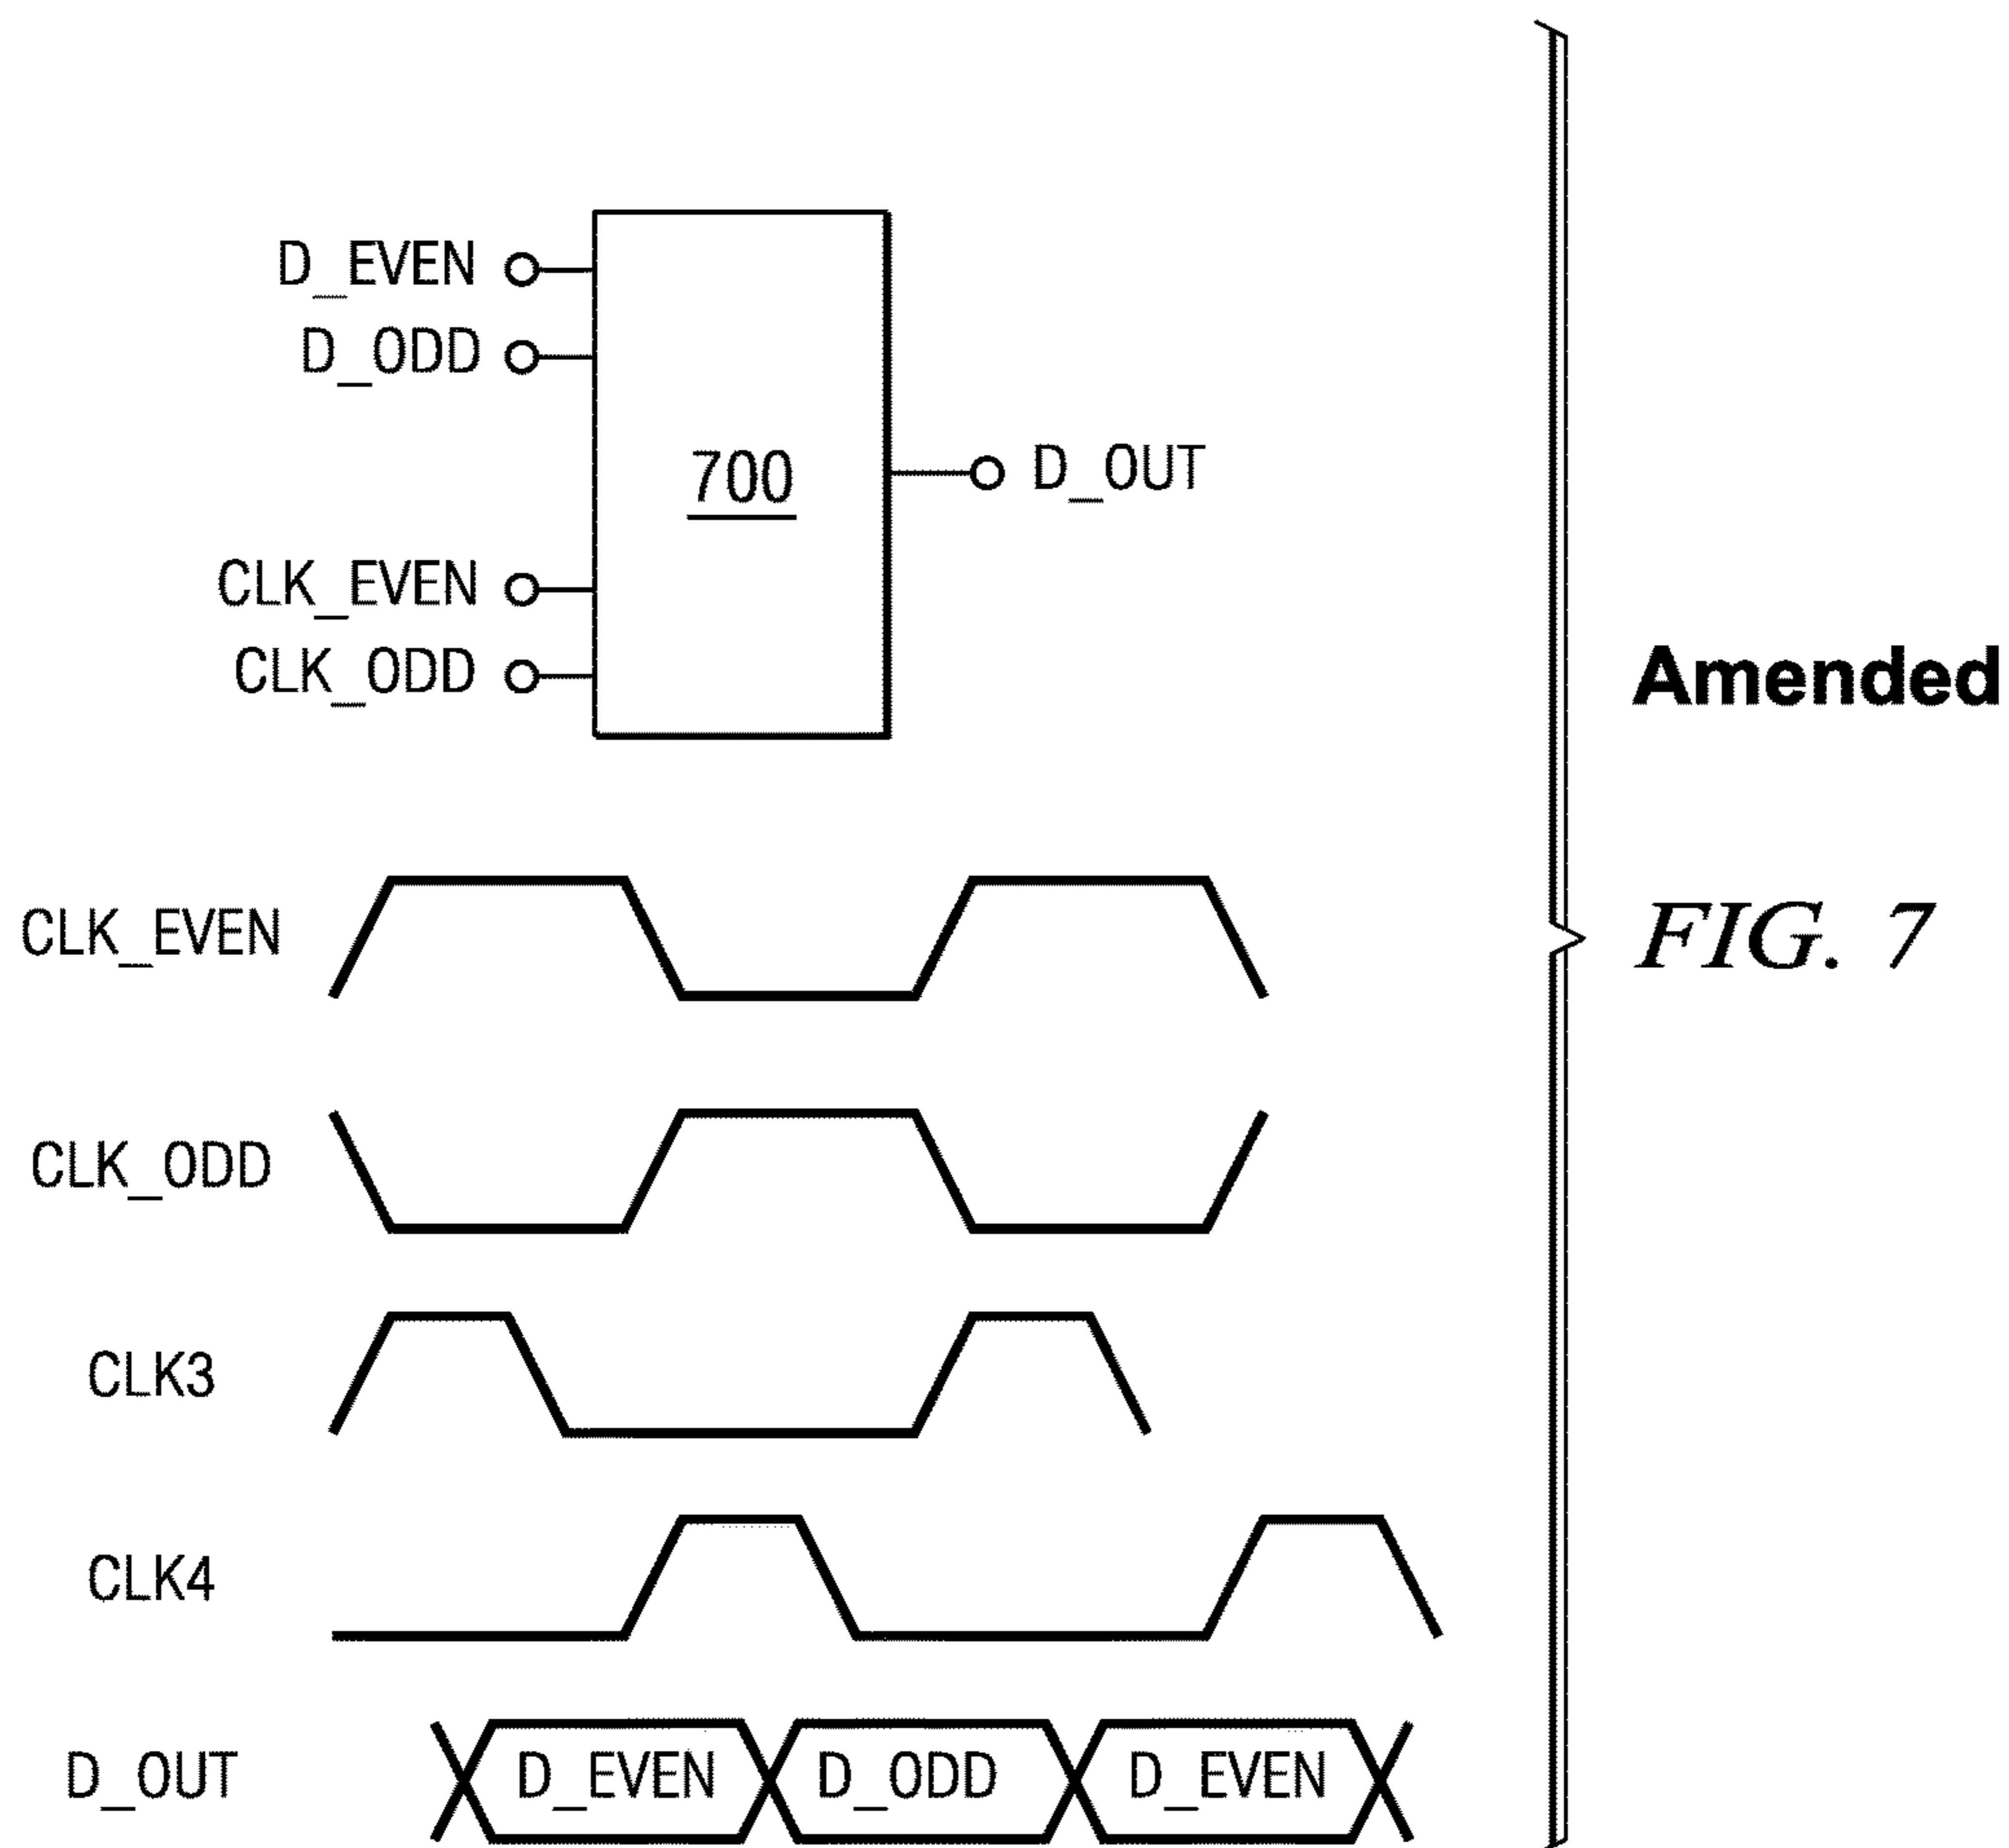 D_EVEN
D_ODD
700
D_OUT
CLK_EVEN
CLK_ODD
Amended
FIG. 7
CLK_EVEN
CLK_ODD
CLK3
CLK4
D_OUT
D_EVEN
D_ODD
D_EVEN